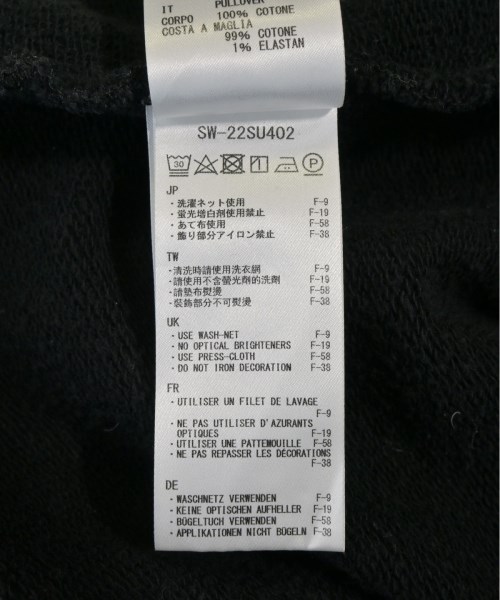 IT PULLOVER
CORPO 100% COTONE
COSTA A MAGLIA
99% COTONE
1% ELASTAN
SW-22SU402
30 P
JP
・洗濯ネット使用 F-9
・蛍光増白剤使用禁止 F-19
・あて布使用 F-58
・飾り部分アイロン禁止 F-38
TW
・清洗時請使用洗衣網 F-9
・請使用不含螢光劑的洗劑 F-19
・請墊布熨燙 F-58
・裝飾部分不可熨燙 F-38
UK
・USE WASH-NET F-9
・NO OPTICAL BRIGHTENERS F-19
・USE PRESS-CLOTH F-58
・DO NOT IRON DECORATION F-38
FR
・UTILISER UN FILET DE LAVAGE
F-9
・NE PAS UTILISER D'AZURANTS
OPTIQUES F-19
・UTILISER UNE PATTEMOUILLE F-58
・NE PAS REPASSER LES DÉCORATIONS
F-38
DE
・WASCHNETZ VERWENDEN F-9
・KEINE OPTISCHEN AUFHELLER F-19
・BÜGELTUCH VERWENDEN F-58
・APPLIKATIONEN NICHT BÜGELN F-38